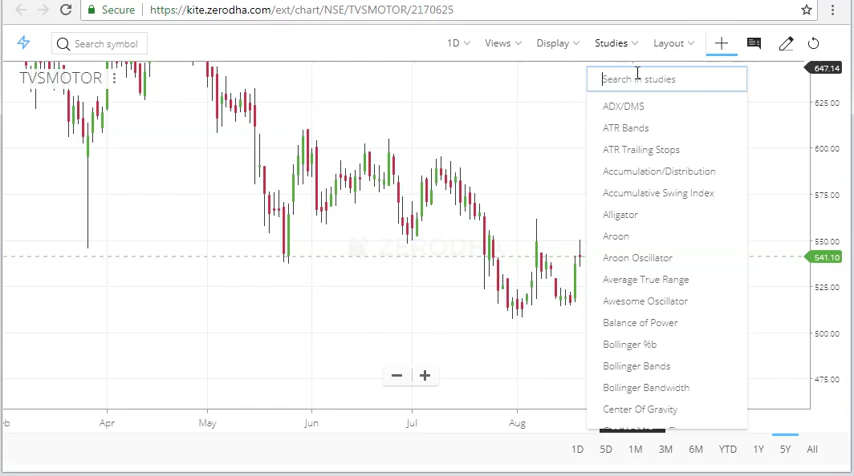 Secure https://kite.zerodha.com/ext/chart/NSE/TVSMOTOR/2170625
Search symbol 1D Views Display Studies Layout
TVSMOTOR
Search in studies
647.14
ADX/DMS
625.00
ATR Bands
ATR Trailing Stops
600.00
Accumulation/Distribution
Accumulative Swing Index
575.00
Alligator
Aroon
550.00
ZERODHA
Aroon Oscillator
541.10
Average True Range
525.00
Awesome Oscillator
Balance of Power
500.00
Bollinger %b
Bollinger Bands
475.00
Bollinger Bandwidth
Center Of Gravity
Apr May Jun Jul Aug
1D 5D 1M 3M 6M YTD 1Y 5Y All